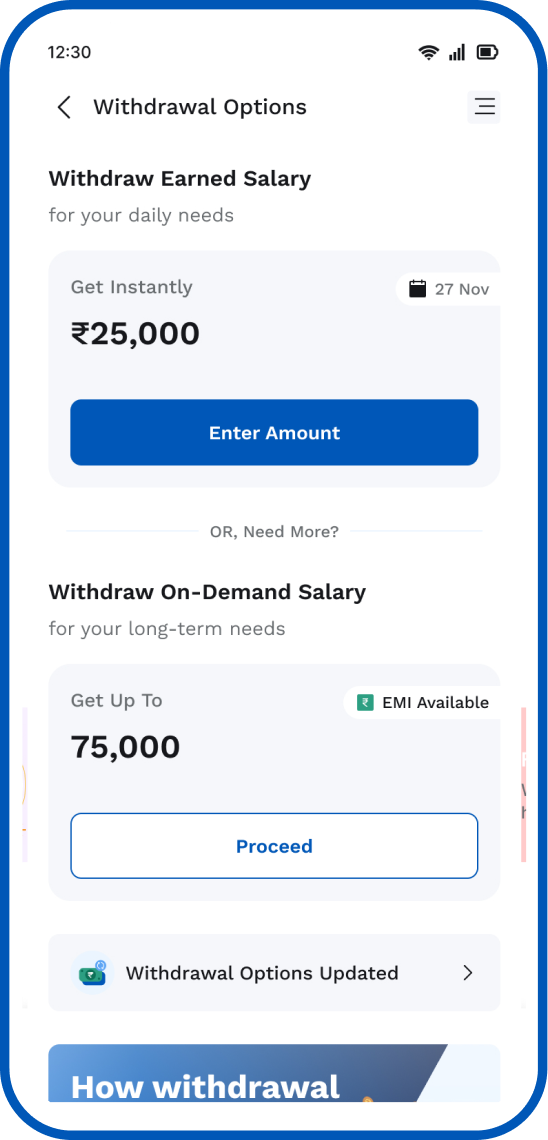 12:30
Withdrawal Options
Withdraw Earned Salary
for your daily needs
Get Instantly
27 Nov
₹25,000
Enter Amount
OR, Need More?
Withdraw On-Demand Salary
for your long-term needs
Get Up To
₹ EMI Available
75,000
Proceed
Withdrawal Options Updated
How withdrawal